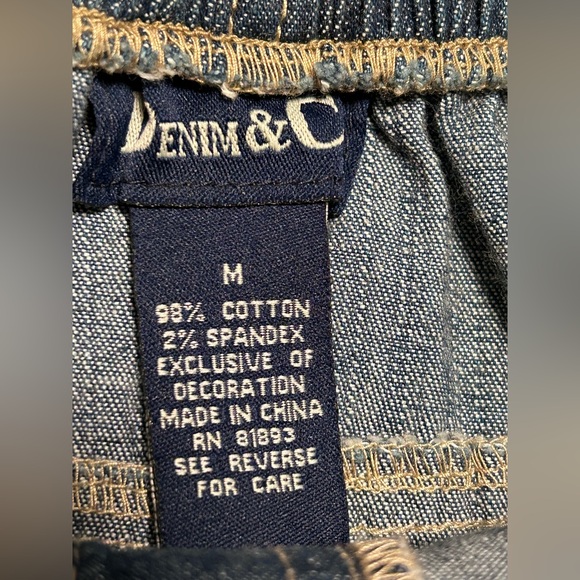 DENIM & C
M
98% COTTON
2% SPANDEX
EXCLUSIVE OF
DECORATION
MADE IN CHINA
RN 81893
SEE REVERSE
FOR CARE